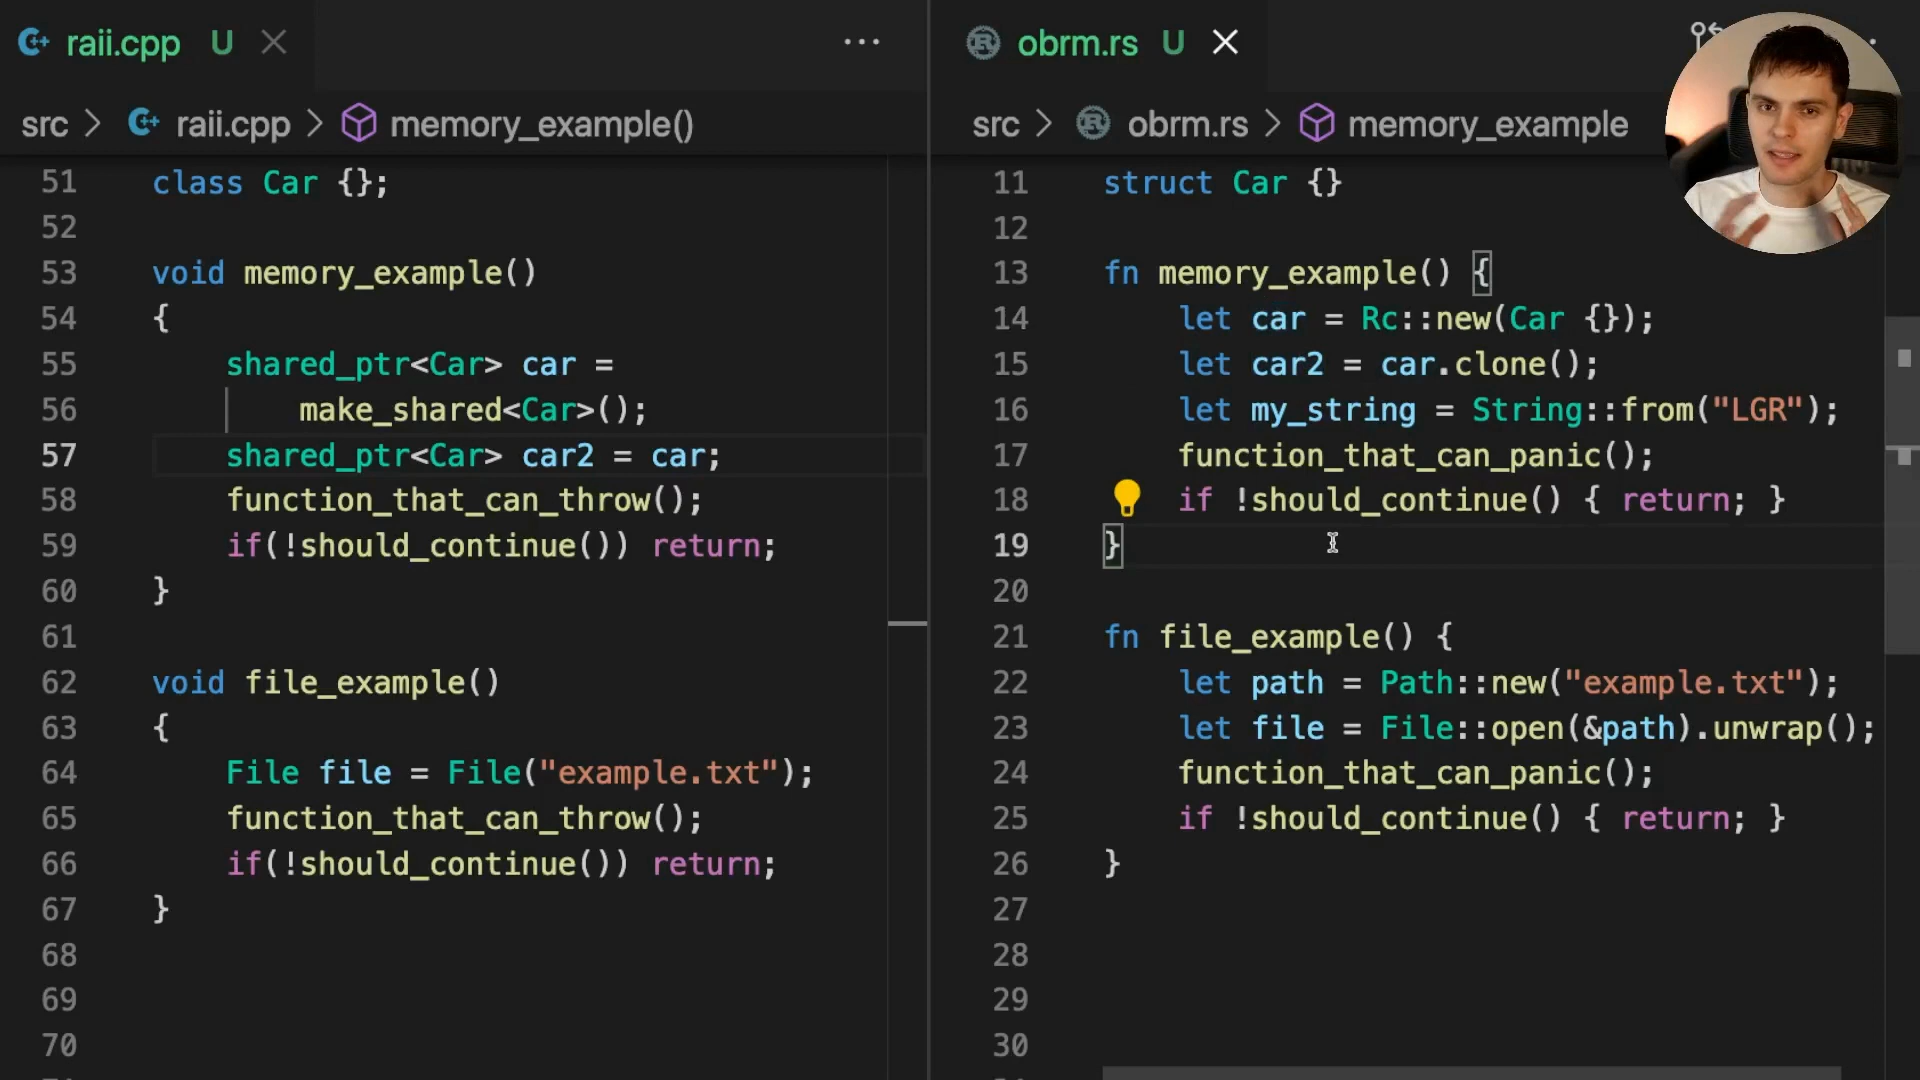 raii.cpp U
src > raii.cpp > memory_example()
51 class Car {};
52
53 void memory_example()
54 {
55 shared_ptr<Car> car =
56 make_shared<Car>();
57 shared_ptr<Car> car2 = car;
58 function_that_can_throw();
59 if(!should_continue()) return;
60 }
61
62 void file_example()
63 {
64 File file = File("example.txt");
65 function_that_can_throw();
66 if(!should_continue()) return;
67 }
68
69
70
obrm.rs U
src > obrm.rs > memory_example
11 struct Car {}
12
13 fn memory_example() {
14 let car = Rc::new(Car {});
15 let car2 = car.clone();
16 let my_string = String::from("LGR");
17 function_that_can_panic();
18 if !should_continue() { return; }
19 }
20
21 fn file_example() {
22 let path = Path::new("example.txt");
23 let file = File::open(&path).unwrap();
24 function_that_can_panic();
25 if !should_continue() { return; }
26 }
27
28
29
30